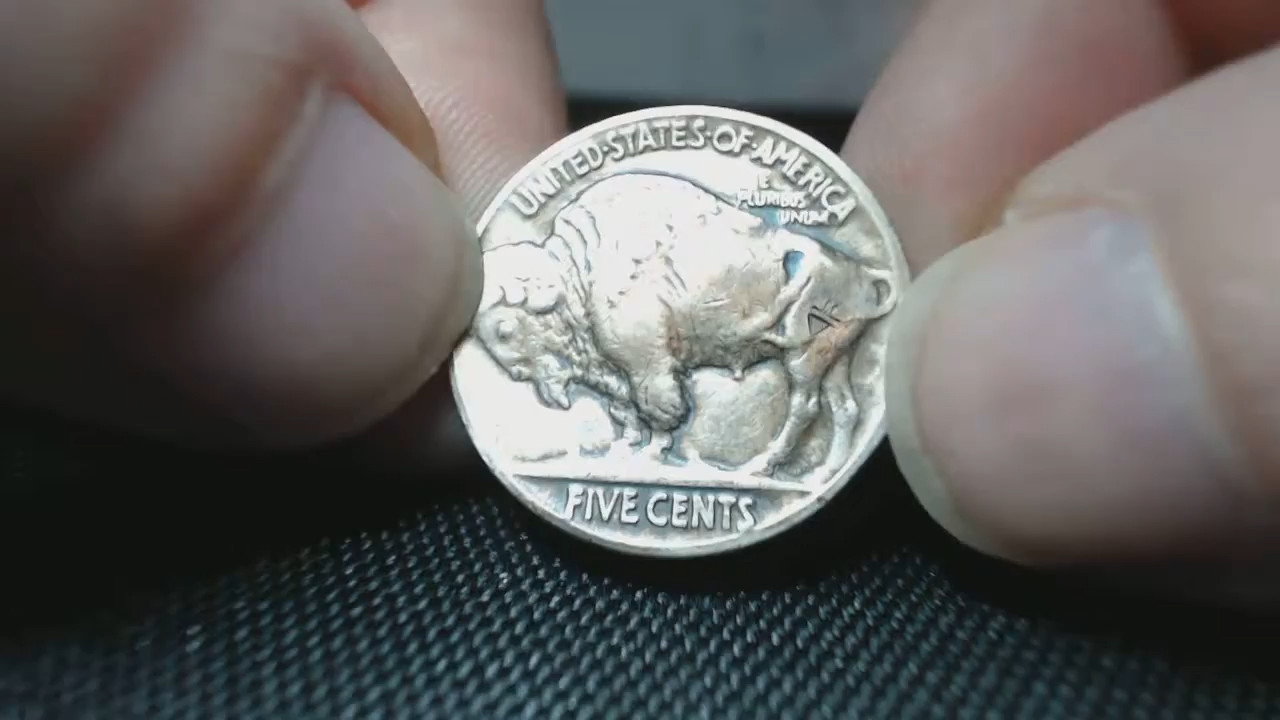 UNITED·STATES·OF·AMERICA
E
PLURIBUS
UNUM
FIVE CENTS